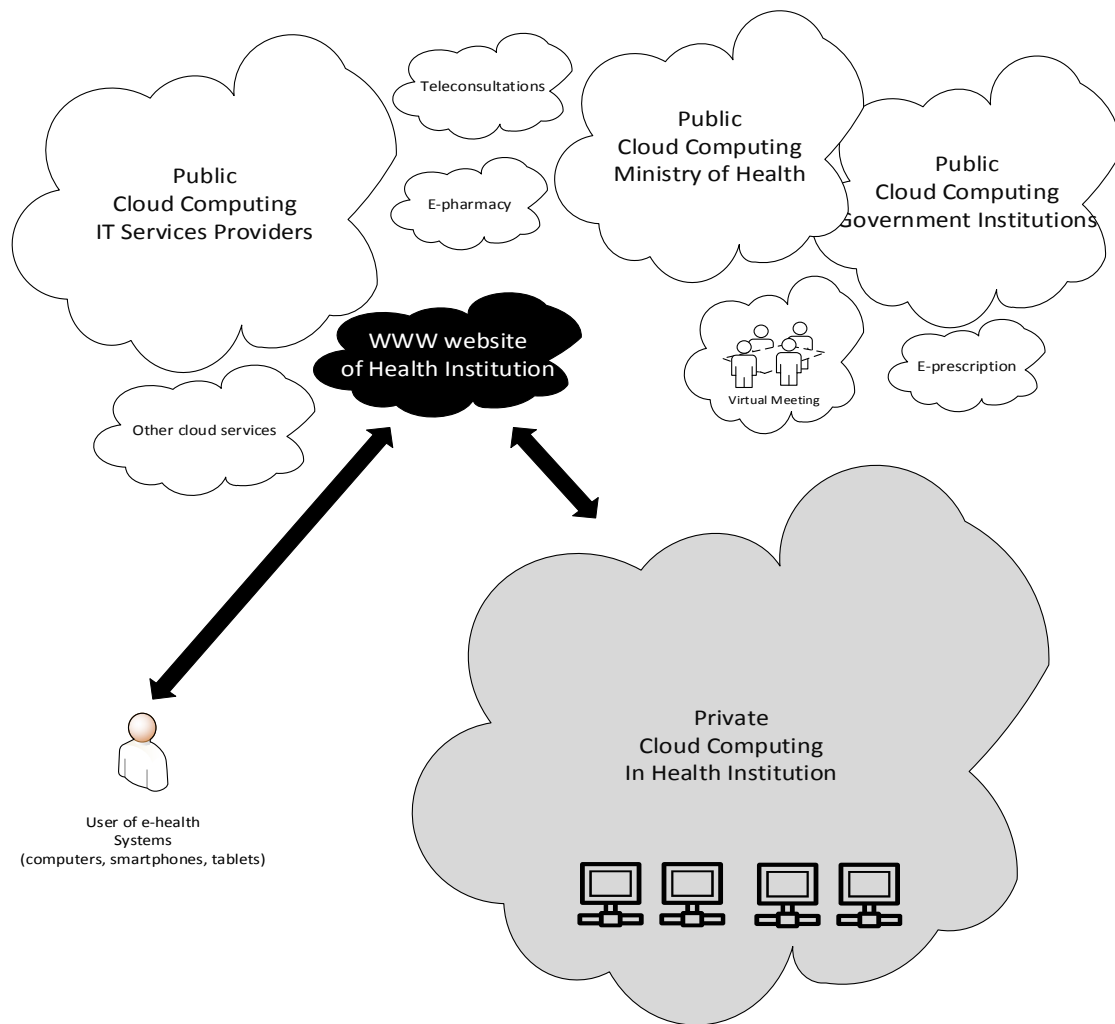 Teleconsultations
Public
Cloud Computing
IT Services Providers
E-pharmacy
Public
Cloud Computing
Ministry of Health
Public
Cloud Computing
Government Institutions
WWW website
of Health Institution
Virtual Meeting
E-prescription
Other cloud services
Private
Cloud Computing
In Health Institution
User of e-health
Systems
(computers, smartphones, tablets)